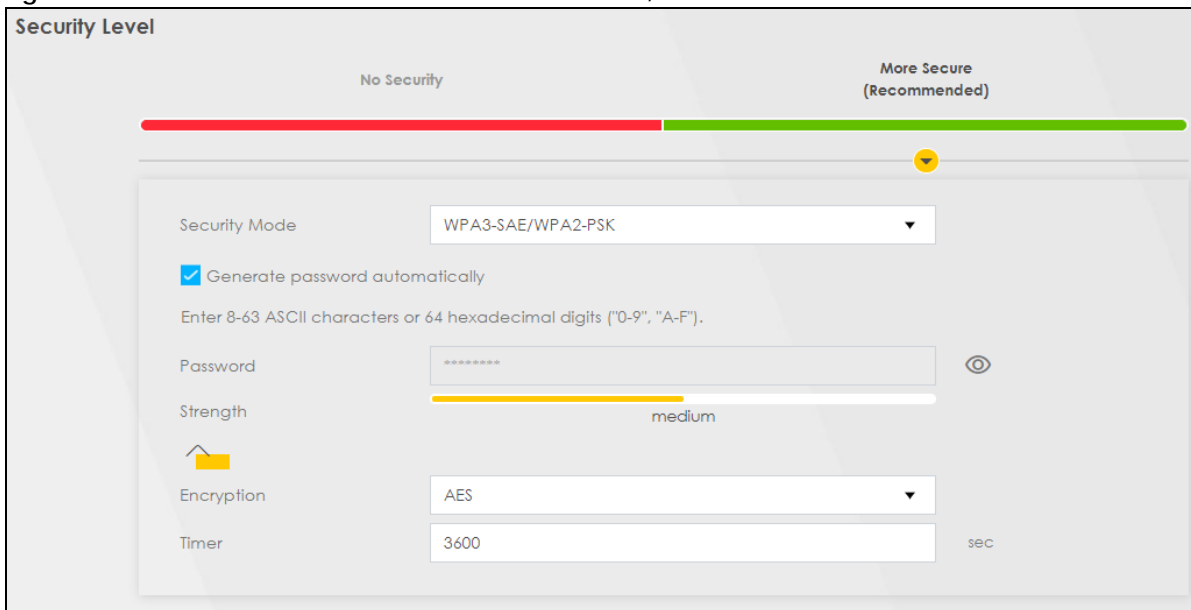 Security Level
No Security
More Secure
(Recommended)
Security Mode
WPA3-SAE/WPA2-PSK
Generate password automatically
Enter 8-63 ASCII characters or 64 hexadecimal digits ("0-9", "A-F").
Password
********
Strength
medium
Encryption
AES
Timer
3600
sec